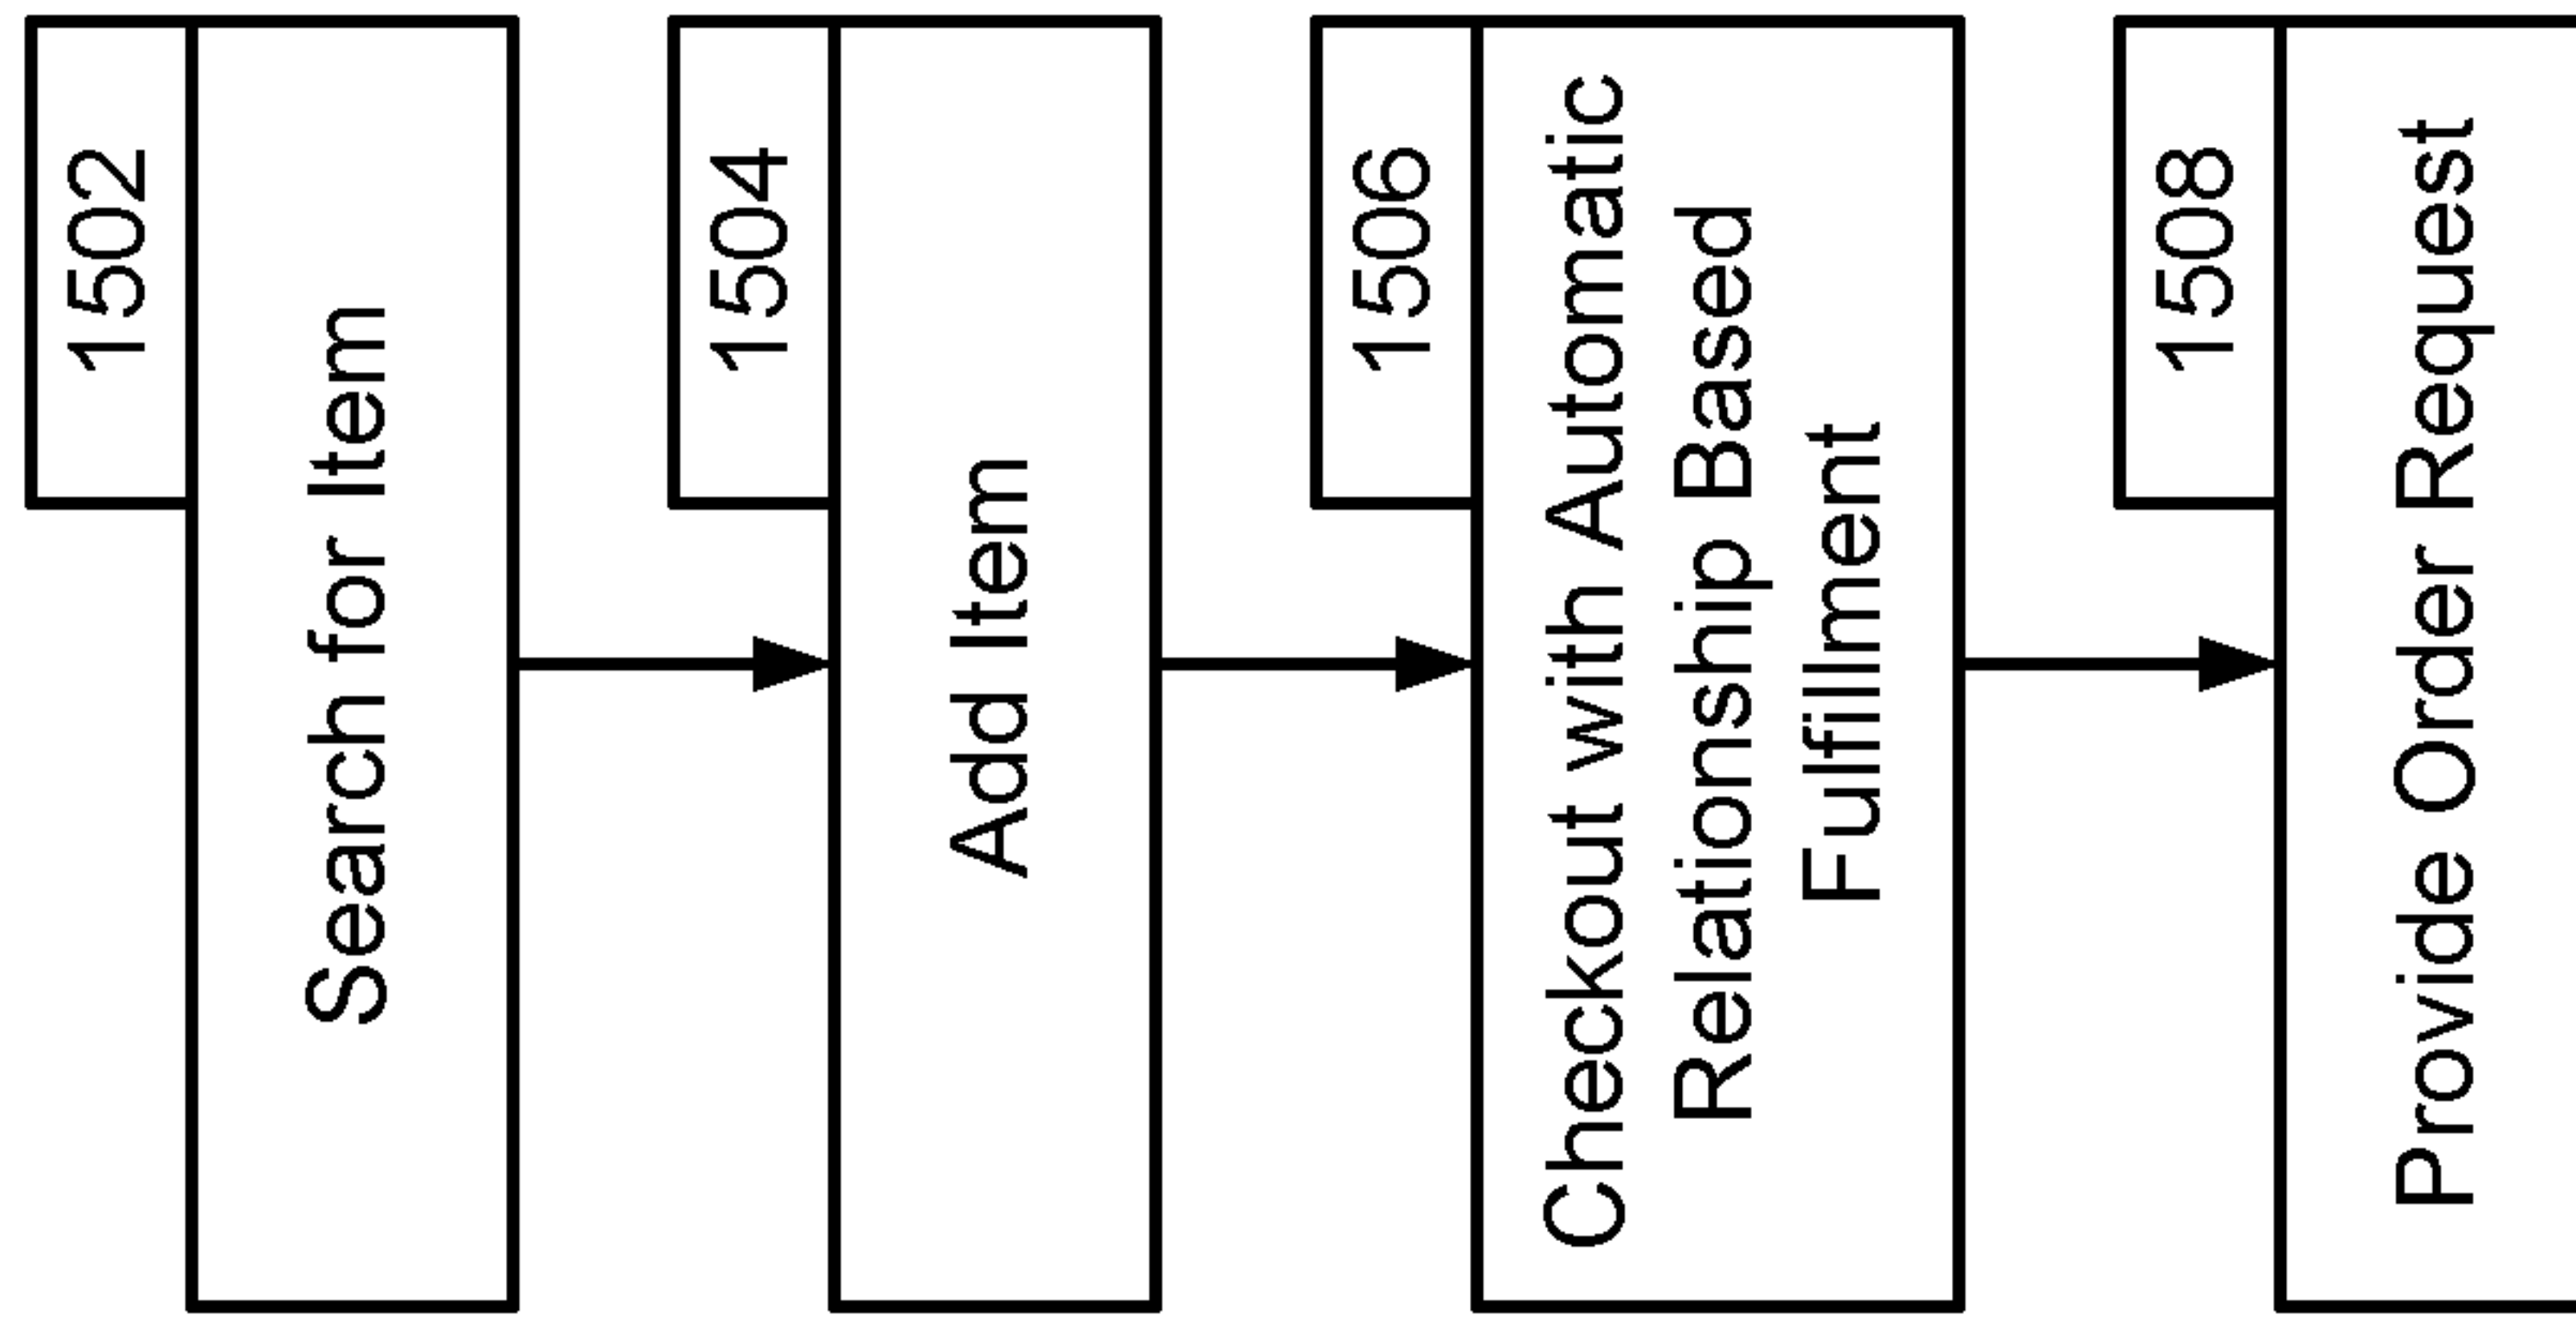 1502
Search for Item
1504
Add Item
1506
Checkout with Automatic
Relationship Based
Fulfillment
1508
Provide Order Request